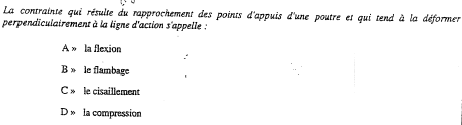 La contrainte qui résulte du rapprochement des points d'appuis d'une poutre et qui tend à la déformer
perpendiculairement à la ligne d'action s'appelle :
A » la flexion
B » le flambage
C » le cisaillement
D » la compression